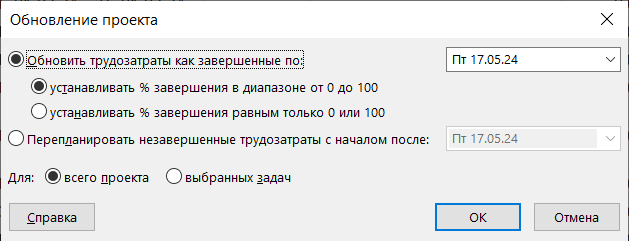 Обновление проекта
Обновить трудозатраты как завершенные по: Пт 17.05.24
устанавливать % завершения в диапазоне от 0 до 100
устанавливать % завершения равным только 0 или 100
Перепланировать незавершенные трудозатраты с началом после: Пт 17.05.24
Для: всего проекта выбранных задач
Справка ОК Отмена